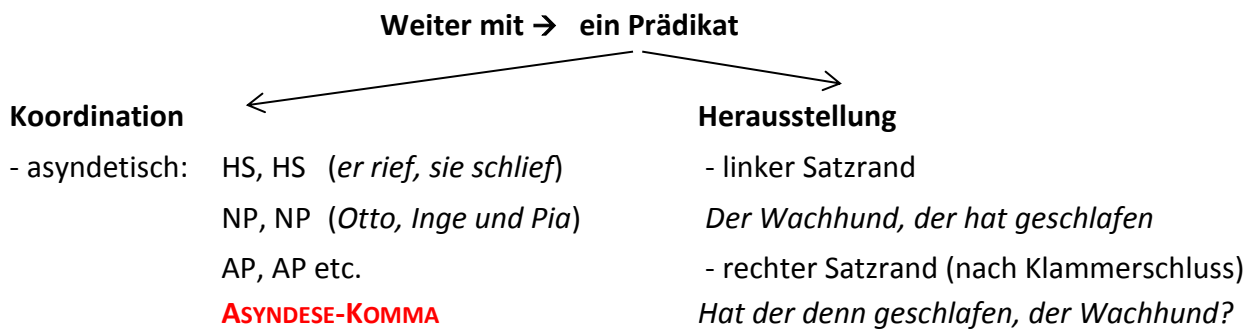 Weiter mit → ein Prädikat
Koordination
- asyndetisch: HS, HS (er rief, sie schlief)
NP, NP (Otto, Inge und Pia)
AP, AP etc.
ASYNDESE-KOMMA
Herausstellung
- linker Satzrand
Der Wachhund, der hat geschlafen
- rechter Satzrand (nach Klammerschluss)
Hat der denn geschlafen, der Wachhund?